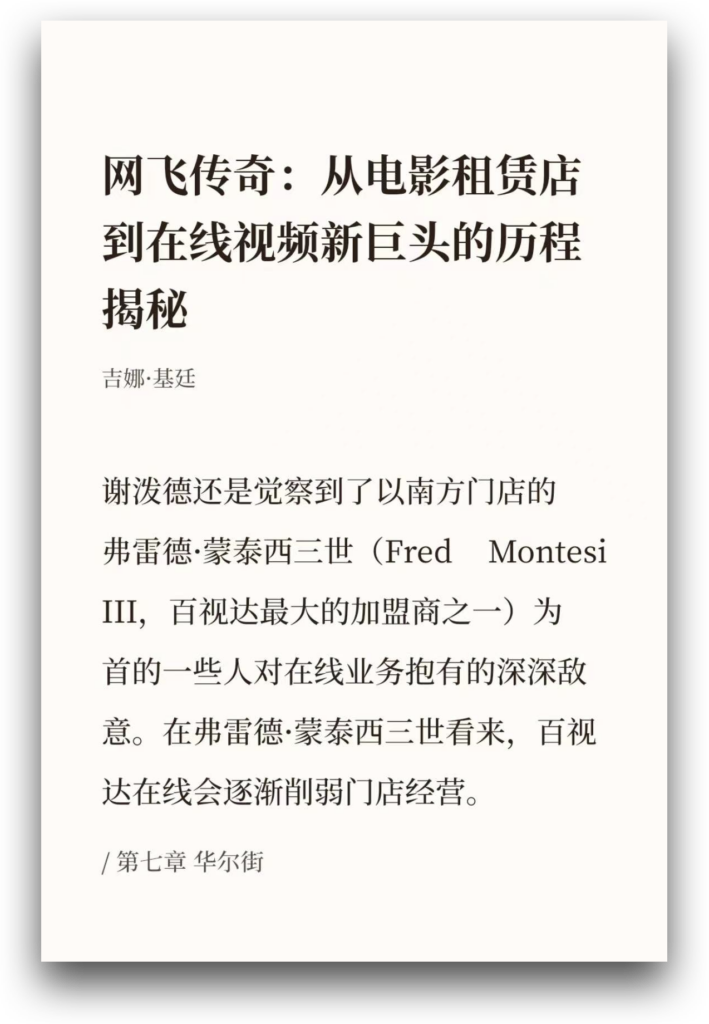 网飞传奇：从电影租赁店
到在线视频新巨头的历程
揭秘
吉娜·基廷
谢泼德还是觉察到了以南方门店的
弗雷德·蒙泰西三世（Fred Montesi
III，百视达最大的加盟商之一）为
首的一些人对在线业务抱有的深深敌
意。在弗雷德·蒙泰西三世看来，百视
达在线会逐渐削弱门店经营。
/ 第七章 华尔街